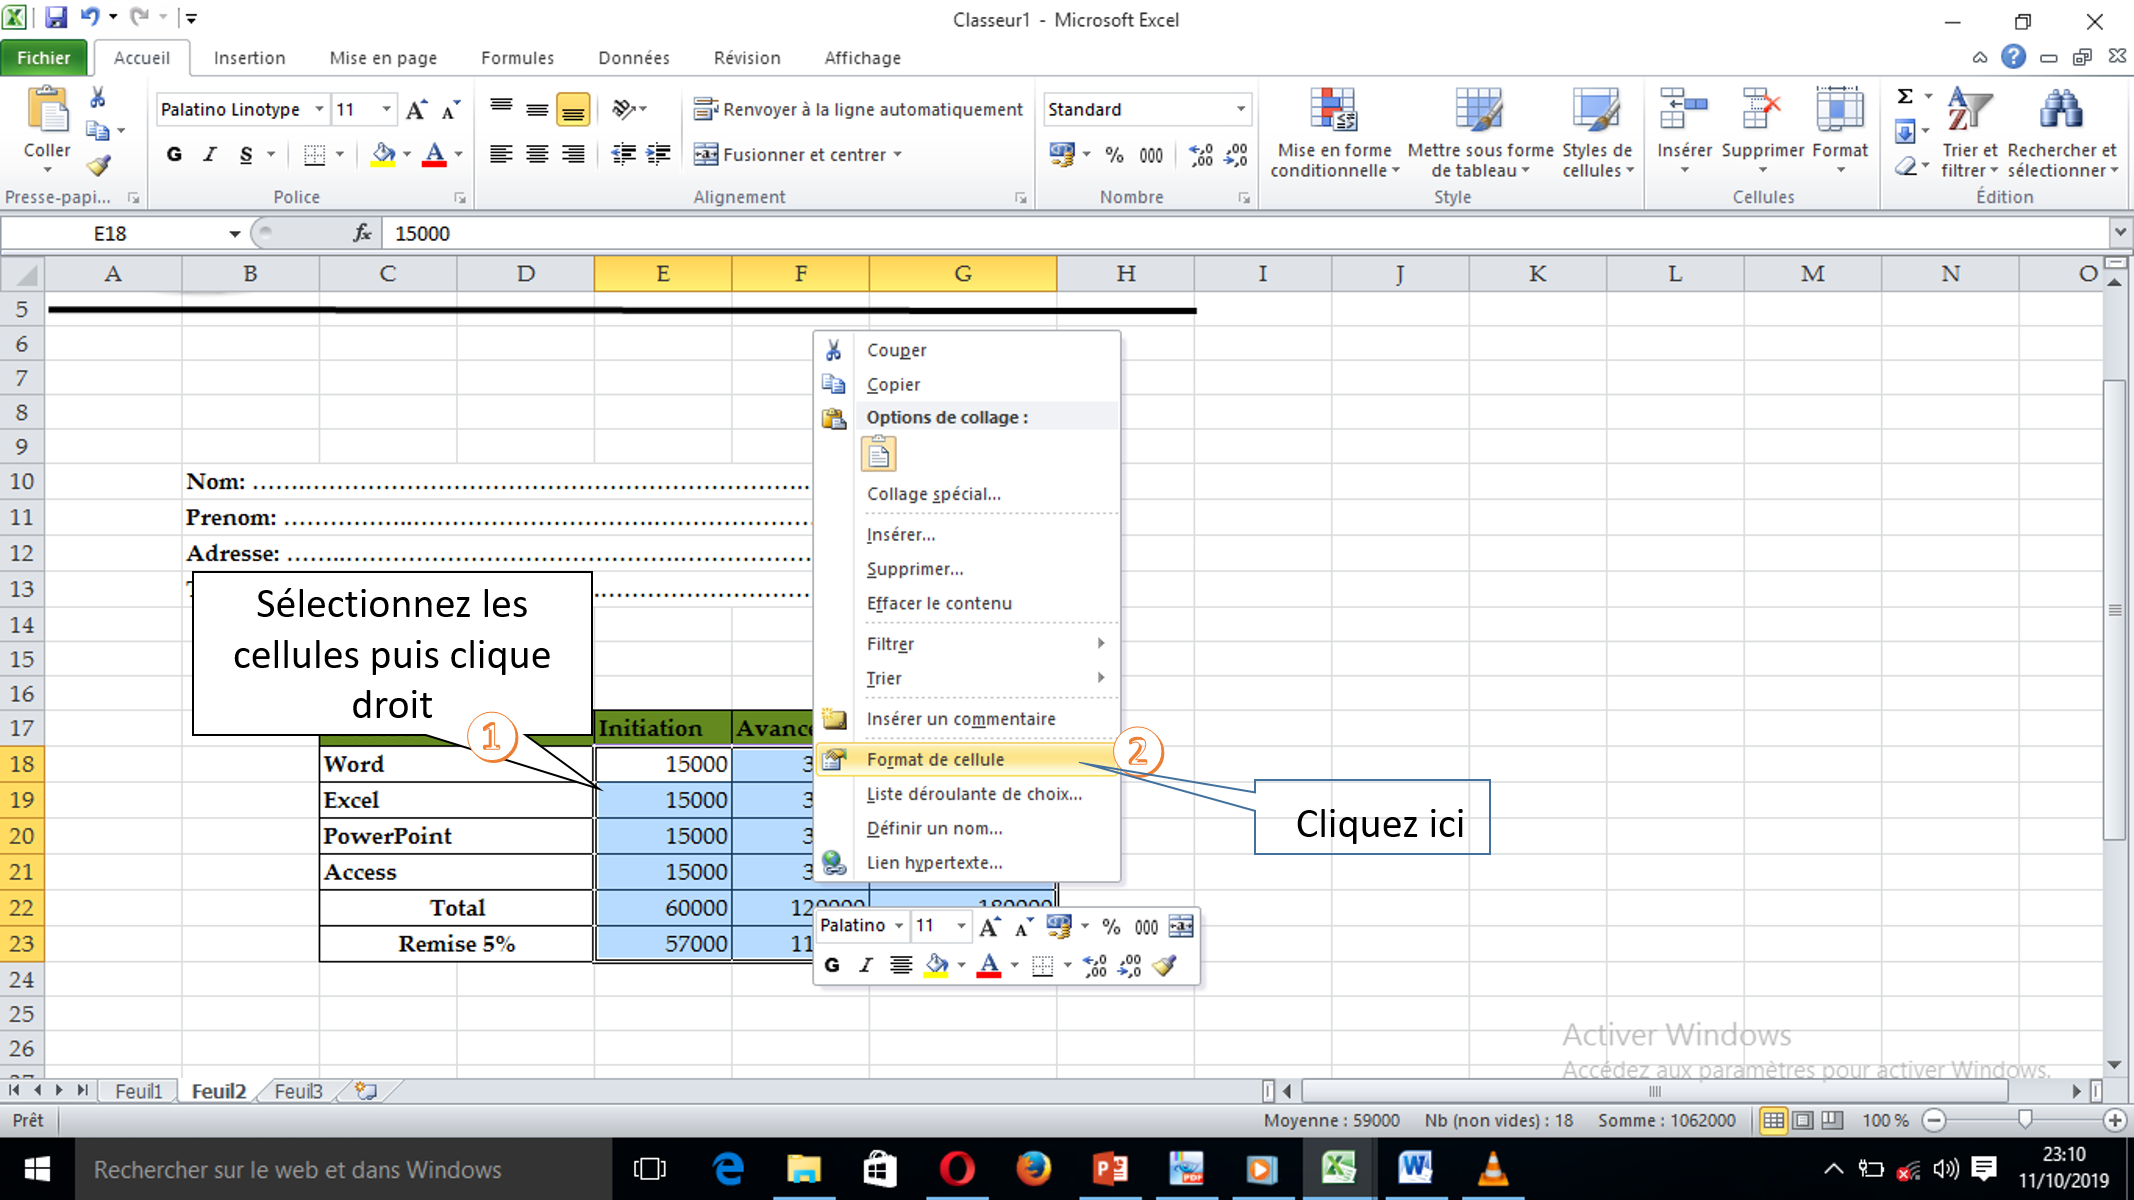 Classeur1 - Microsoft Excel
Fichier Accueil Insertion Mise en page Formules Données Révision Affichage
Coller
Presse-papi...
Palatino Linotype 11
G I S
Police
Renvoyer à la ligne automatiquement
Fusionner et centrer
Alignement
Standard
% 000
Nombre
Mise en forme conditionnelle
Mettre sous forme de tableau
Styles de cellules
Style
Insérer Supprimer Format
Cellules
Trier et filtrer
Rechercher et sélectionner
Édition
E18 fx 15000
A B C D E F G H I J K L M N O
5
6
7
8
9
10 Nom: ……………………………………………………
11 Prenom: ……………………………………………………
12 Adresse: ……………………………………………………
13
14
15
16
17 Initiation Avancé
18 Word 15000 3
19 Excel 15000 3
20 PowerPoint 15000 3
21 Access 15000 3
22 Total 60000 120000 180000
23 Remise 5% 57000 11
24
25
26
Sélectionnez les
cellules puis clique
droit
1
Couper
Copier
Options de collage :
Collage spécial...
Insérer...
Supprimer...
Effacer le contenu
Filtrer
Trier
Insérer un commentaire
Format de cellule
Liste déroulante de choix...
Définir un nom...
Lien hypertexte...
2
Cliquez ici
Palatino 11 % 000
G I
Activer Windows
Accédez aux paramètres pour activer Windows.
Feuil1 Feuil2 Feuil3
Prêt Moyenne : 59000 Nb (non vides) : 18 Somme : 1062000 100 %
Rechercher sur le web et dans Windows
23:10
11/10/2019